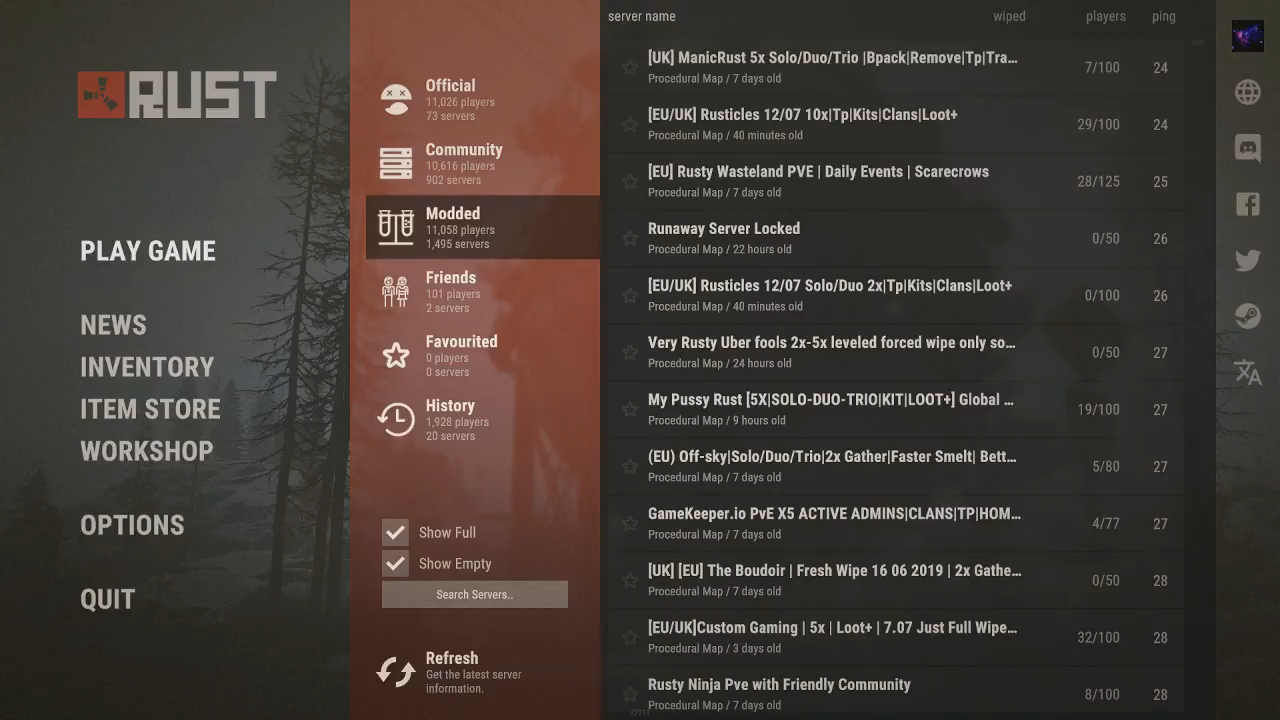 RUST
PLAY GAME
NEWS
INVENTORY
ITEM STORE
WORKSHOP
OPTIONS
QUIT
Official
11,026 players
73 servers
Community
10,616 players
902 servers
Modded
11,058 players
1,495 servers
Friends
101 players
2 servers
Favourited
0 players
0 servers
History
1,928 players
20 servers
Show Full
Show Empty
Search Servers..
Refresh
Get the latest server
information.
server name wiped players ping
[UK] ManicRust 5x Solo/Duo/Trio |Bpack|Remove|Tp|Tra...
Procedural Map / 7 days old
7/100 24
[EU/UK] Rusticles 12/07 10x|Tp|Kits|Clans|Loot+
Procedural Map / 40 minutes old
29/100 24
[EU] Rusty Wasteland PVE | Daily Events | Scarecrows
Procedural Map / 7 days old
28/125 25
Runaway Server Locked
Procedural Map / 22 hours old
0/50 26
[EU/UK] Rusticles 12/07 Solo/Duo 2x|Tp|Kits|Clans|Loot+
Procedural Map / 40 minutes old
0/100 26
Very Rusty Uber fools 2x-5x leveled forced wipe only so...
Procedural Map / 24 hours old
0/50 27
My Pussy Rust [5X|SOLO-DUO-TRIO|KIT|LOOT+] Global ...
Procedural Map / 9 hours old
19/100 27
(EU) Off-sky|Solo/Duo/Trio|2x Gather|Faster Smelt| Bett...
Procedural Map / 7 days old
5/80 27
GameKeeper.io PvE X5 ACTIVE ADMINS|CLANS|TP|HOM...
Procedural Map / 7 days old
4/77 27
[UK] [EU] The Boudoir | Fresh Wipe 16 06 2019 | 2x Gathe...
Procedural Map / 7 days old
0/50 28
[EU/UK]Custom Gaming | 5x | Loot+ | 7.07 Just Full Wipe...
Procedural Map / 3 days old
32/100 28
Rusty Ninja Pve with Friendly Community
Procedural Map / 7 days old
8/100 28